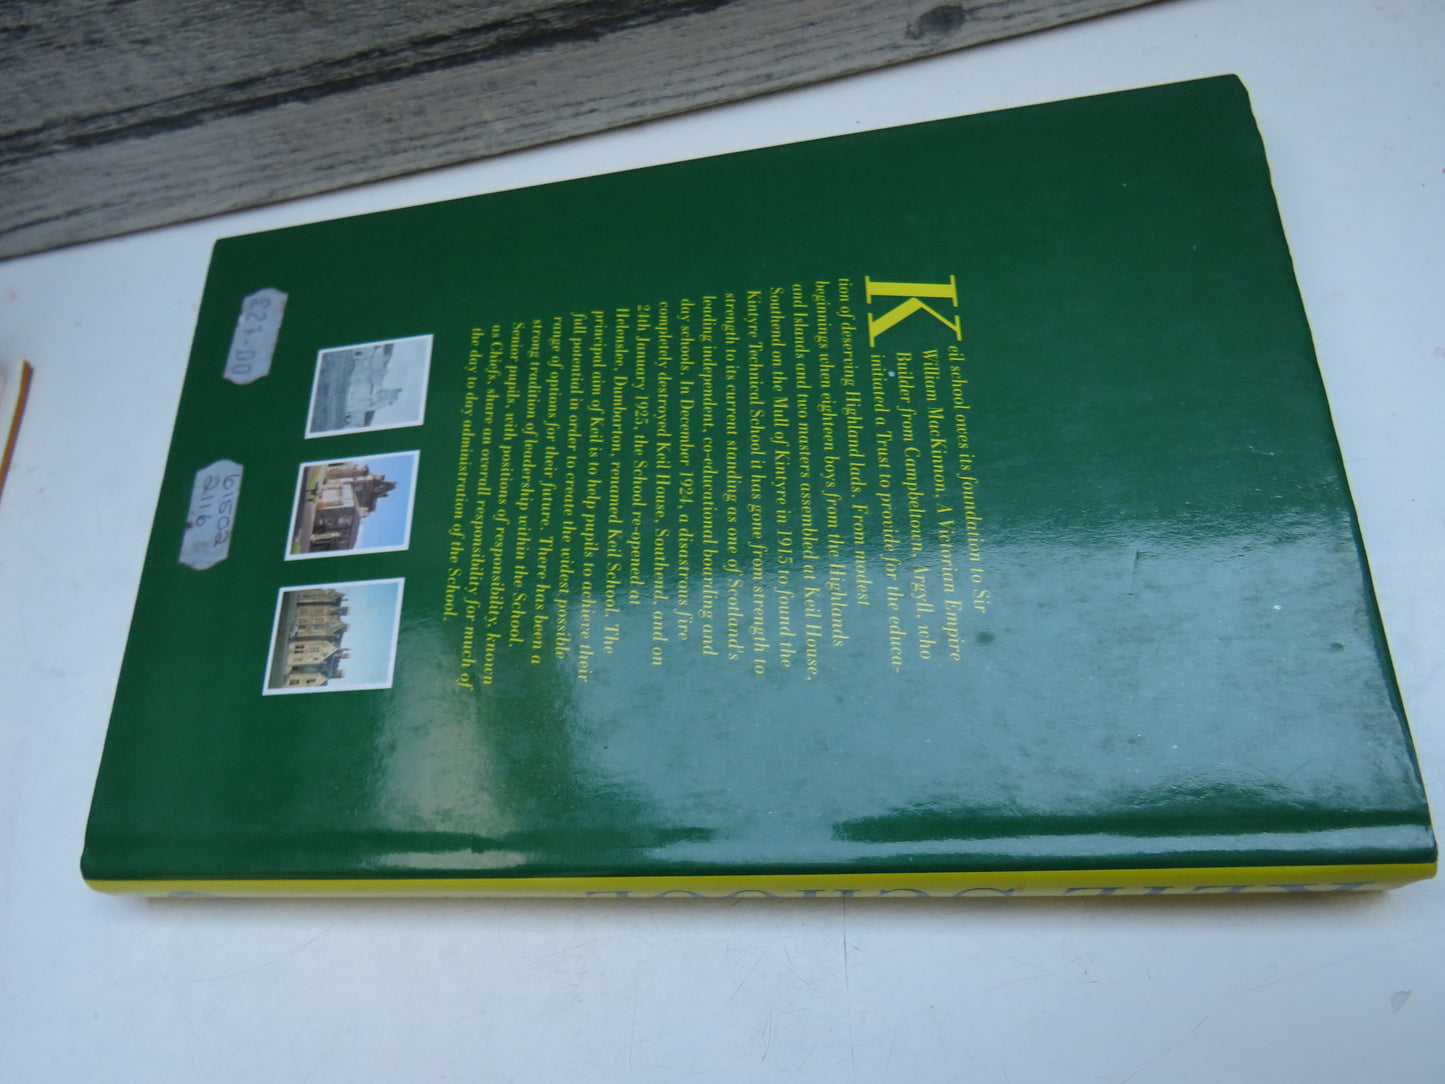 Keil school owes its foundation to Sir
William MacKinnon, A Victorian Empire
Builder from Campbeltown, Argyll, who
initiated a Trust to provide for the educa-
tion of deserving Highland lads. From modest
beginnings when eighteen boys from the Highlands
and Islands and two masters assembled at Keil House,
Southend on the Mull of Kintyre in 1915 to found the
Kintyre Technical School it has gone from strength to
strength to its current standing as one of Scotland's
leading independent, co-educational boarding and
day schools. In December 1924, a disastrous fire
completely destroyed Keil House, Southend, and on
24th January 1925, the School re-opened at
Helenslee, Dumbarton, renamed Keil School. The
principal aim of Keil is to help pupils to achieve their
full potential in order to create the widest possible
range of options for their future. There has been a
strong tradition of leadership within the School.
Senior pupils, with positions of responsibility, known
as Chiefs, share an overall responsibility for much of
the day to day administration of the School.
£21.00
61502
2116
KEIL SCHOOL